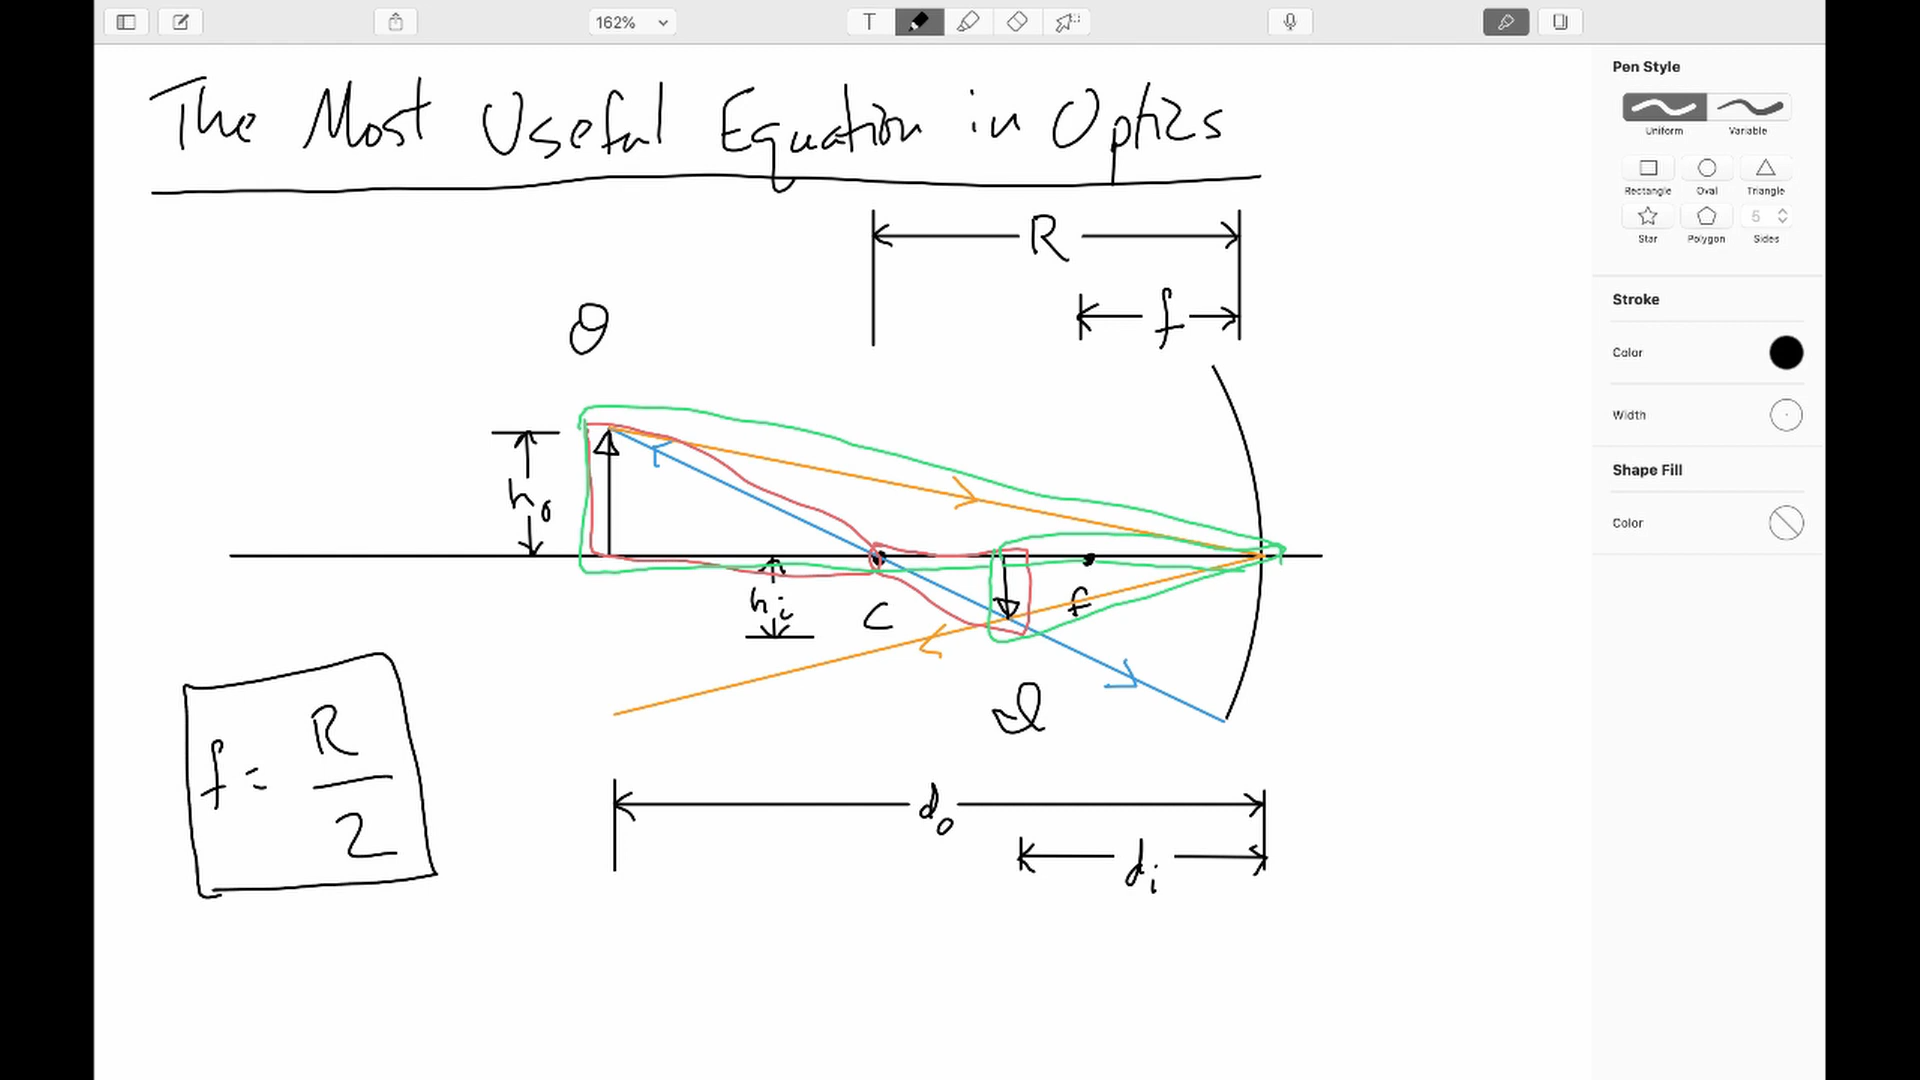 162%
T
Pen Style
Uniform Variable
Rectangle Oval Triangle
5
Star Polygon Sides
Stroke
Color
Width
Shape Fill
Color
The Most Useful Equation in Optics
R
f
O
h₀
hᵢ
C
f
I
d₀
dᵢ
f = R/2